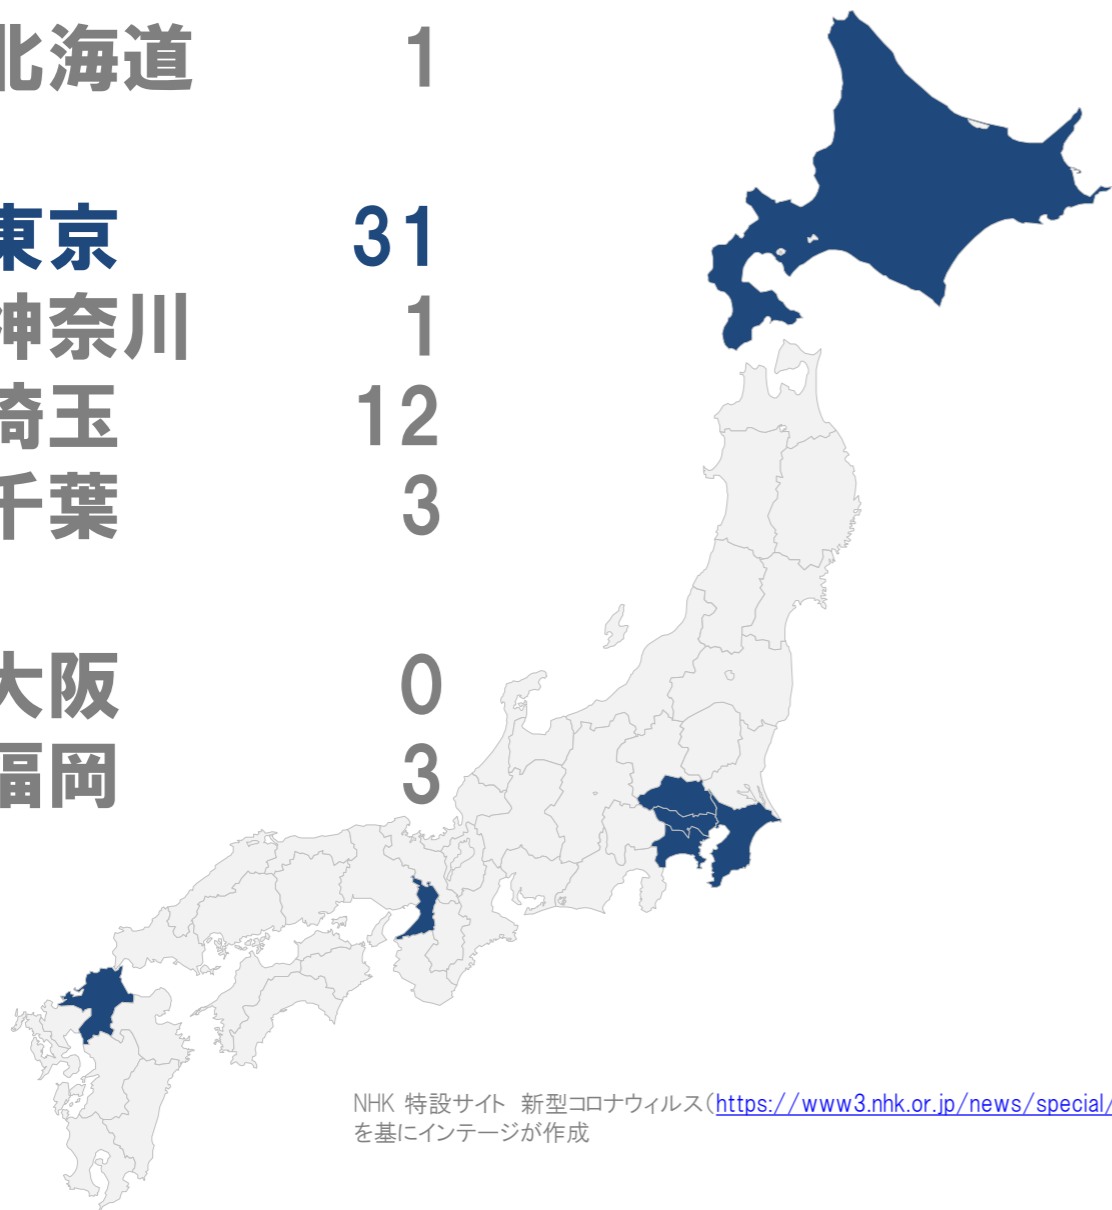 北海道 1
東京 31
神奈川 1
埼玉 12
千葉 3
大阪 0
福岡 3
NHK 特設サイト 新型コロナウィルス（https://www3.nhk.or.jp/news/special/
を基にインテージが作成